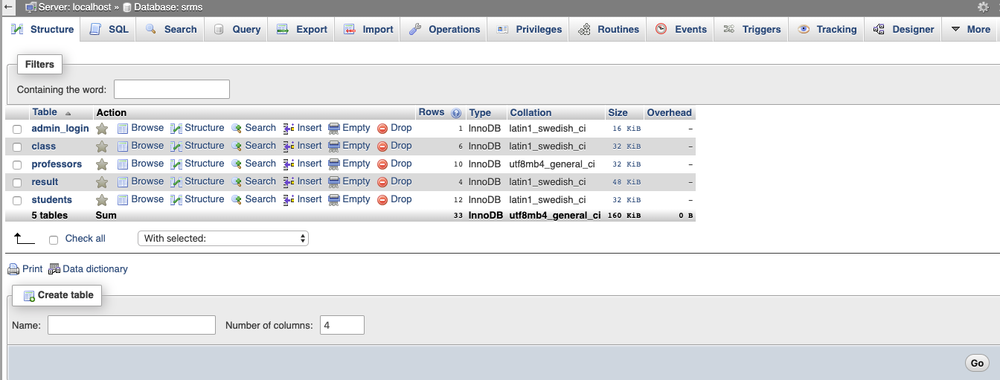 Server: localhost » Database: srms
Structure SQL Search Query Export Import Operations Privileges Routines Events Triggers Tracking Designer More
Filters
Containing the word:
Table Action Rows Type Collation Size Overhead
admin_login Browse Structure Search Insert Empty Drop 1 InnoDB latin1_swedish_ci 16 KiB –
class Browse Structure Search Insert Empty Drop 6 InnoDB latin1_swedish_ci 32 KiB –
professors Browse Structure Search Insert Empty Drop 10 InnoDB utf8mb4_general_ci 32 KiB –
result Browse Structure Search Insert Empty Drop 4 InnoDB latin1_swedish_ci 48 KiB –
students Browse Structure Search Insert Empty Drop 12 InnoDB latin1_swedish_ci 32 KiB –
5 tables Sum 33 InnoDB utf8mb4_general_ci 160 KiB 0 B
Check all With selected:
Print Data dictionary
Create table
Name: Number of columns: 4
Go